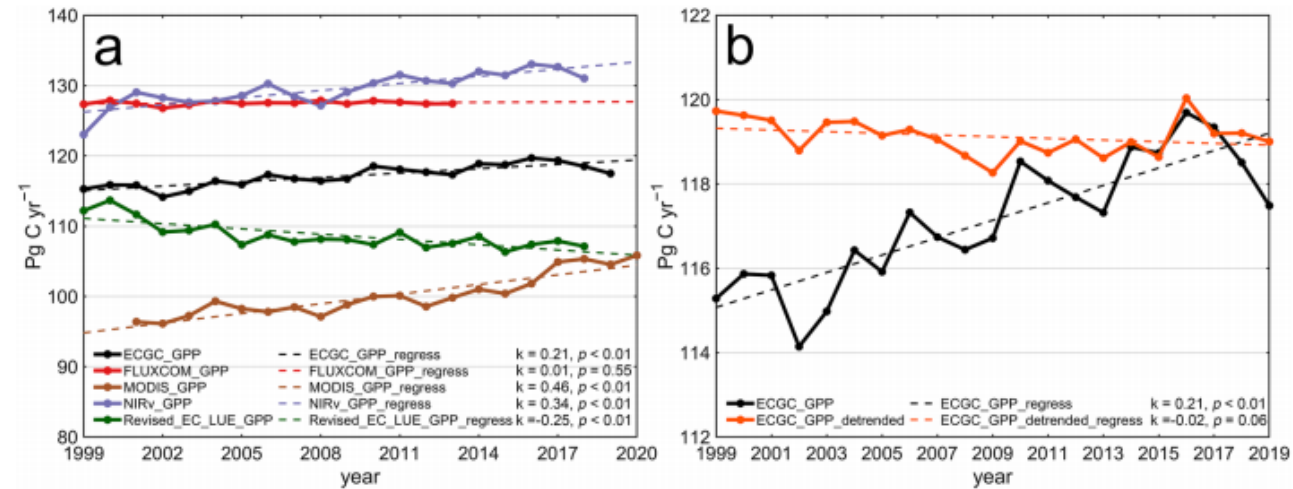 a
Pg C yr⁻¹
140
130
120
110
100
90
80
ECGC_GPP ECGC_GPP_regress k = 0.21, p < 0.01
FLUXCOM_GPP FLUXCOM_GPP_regress k = 0.01, p = 0.55
MODIS_GPP MODIS_GPP_regress k = 0.46, p < 0.01
NIRv_GPP NIRv_GPP_regress k = 0.34, p < 0.01
Revised_EC_LUE_GPP Revised_EC_LUE_GPP_regress k =-0.25, p < 0.01
1999 2002 2005 2008 2011 2014 2017 2020
year
b
Pg C yr⁻¹
122
120
118
116
114
112
ECGC_GPP ECGC_GPP_regress k = 0.21, p < 0.01
ECGC_GPP_detrended ECGC_GPP_detrended_regress k =-0.02, p = 0.06
1999 2001 2003 2005 2007 2009 2011 2013 2015 2017 2019
year